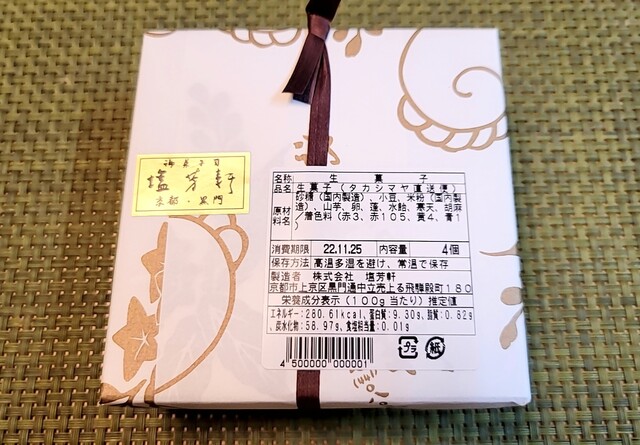 御菓子司
塩芳軒
京都・黒門
名称 生菓子
品名 生菓子(タカシマヤ直送便)
原材料名 砂糖(国内製造)、小豆、米粉(国内製
造)、山芋、卵、蓮、水飴、寒天、胡麻
/着色料(赤3、赤105、黄4、青1
)
消費期限 22.11.25 内容量 4個
保存方法 高温多湿を避け、常温で保存
製造者 株式会社 塩芳軒
京都市上京区黒門通中立売上る飛騨殿町180
栄養成分表示(100g当たり)推定値
エネルギー:280.61kcal、蛋白質:9.30g、脂質:0.82g
、炭水化物:58.97g、食塩相当量:0.01g
4500000000001
プラ
紙